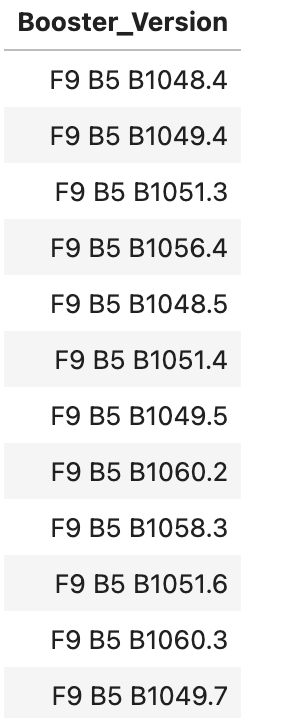 Booster_Version
F9 B5 B1048.4
F9 B5 B1049.4
F9 B5 B1051.3
F9 B5 B1056.4
F9 B5 B1048.5
F9 B5 B1051.4
F9 B5 B1049.5
F9 B5 B1060.2
F9 B5 B1058.3
F9 B5 B1051.6
F9 B5 B1060.3
F9 B5 B1049.7